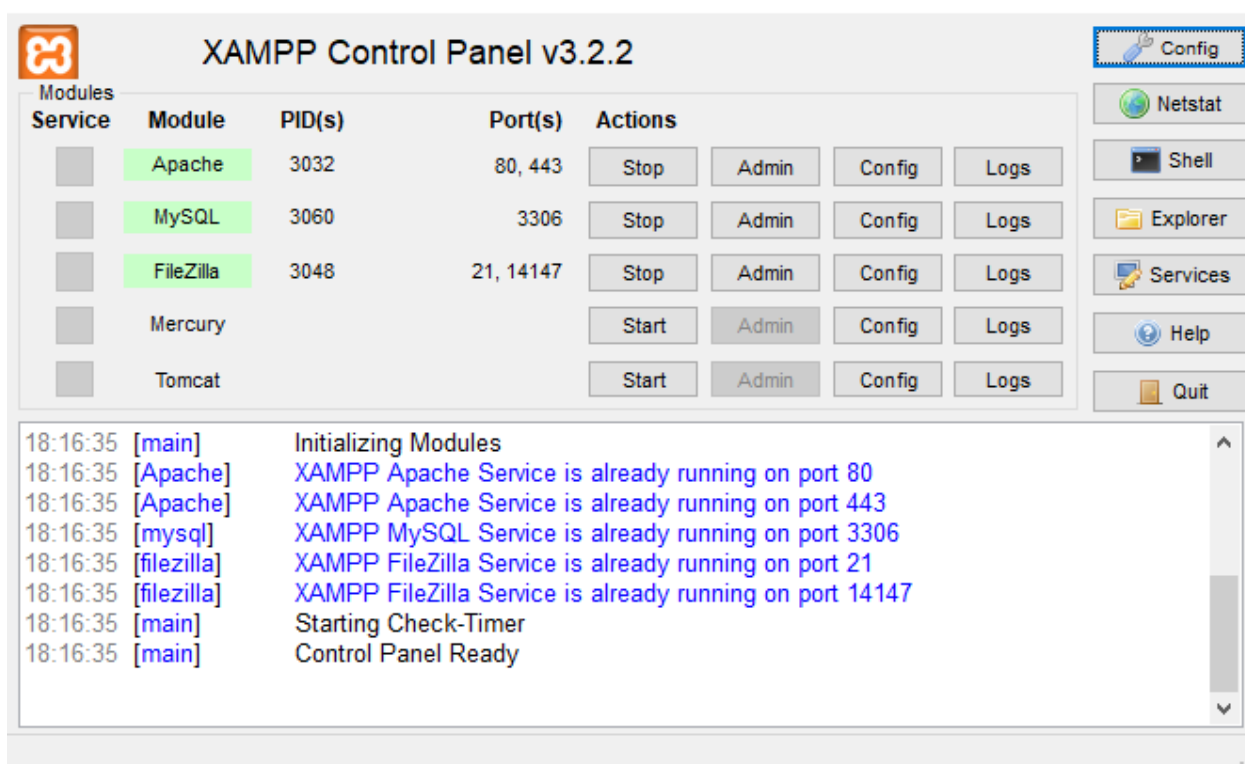 XAMPP Control Panel v3.2.2
Config
Modules
Service Module PID(s) Port(s) Actions
Netstat
Apache 3032 80, 443 Stop Admin Config Logs
Shell
MySQL 3060 3306 Stop Admin Config Logs
Explorer
FileZilla 3048 21, 14147 Stop Admin Config Logs
Services
Mercury Start Admin Config Logs
Help
Tomcat Start Admin Config Logs
Quit
18:16:35 [main] Initializing Modules
18:16:35 [Apache] XAMPP Apache Service is already running on port 80
18:16:35 [Apache] XAMPP Apache Service is already running on port 443
18:16:35 [mysql] XAMPP MySQL Service is already running on port 3306
18:16:35 [filezilla] XAMPP FileZilla Service is already running on port 21
18:16:35 [filezilla] XAMPP FileZilla Service is already running on port 14147
18:16:35 [main] Starting Check-Timer
18:16:35 [main] Control Panel Ready